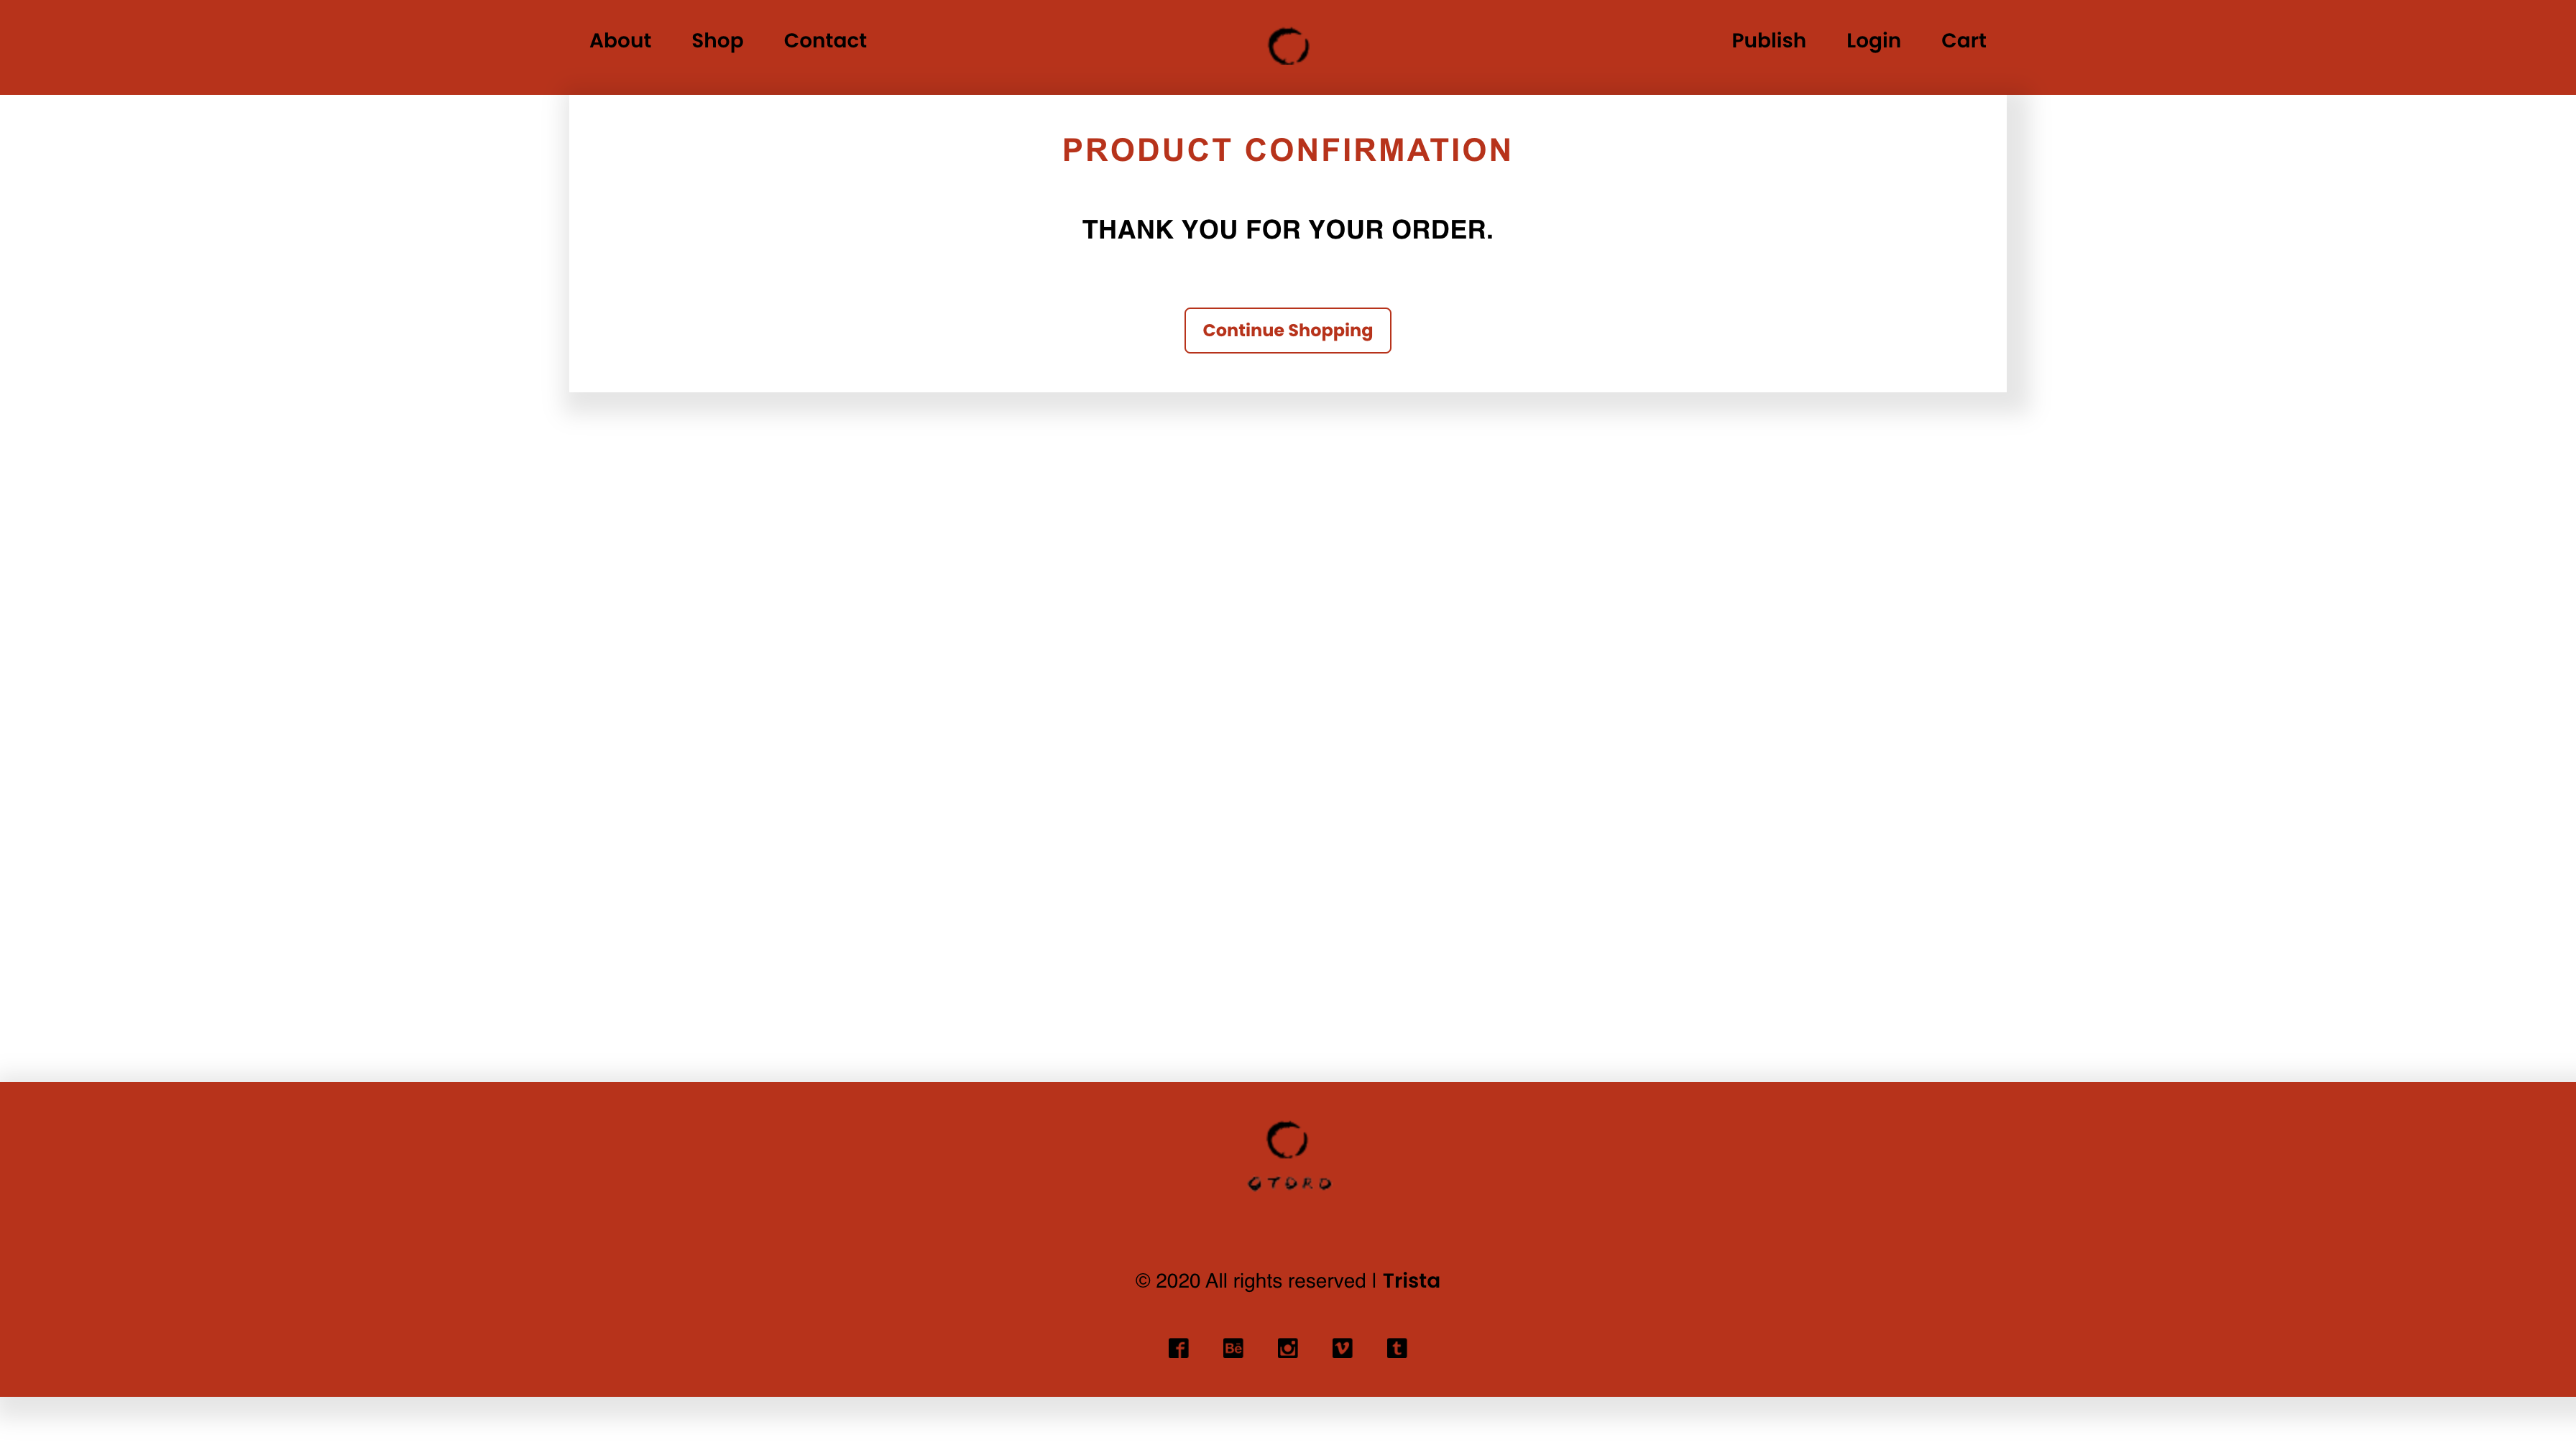 About Shop Contact Publish Login Cart
PRODUCT CONFIRMATION
THANK YOU FOR YOUR ORDER.
Continue Shopping
OTORO
© 2020 All rights reserved | Trista